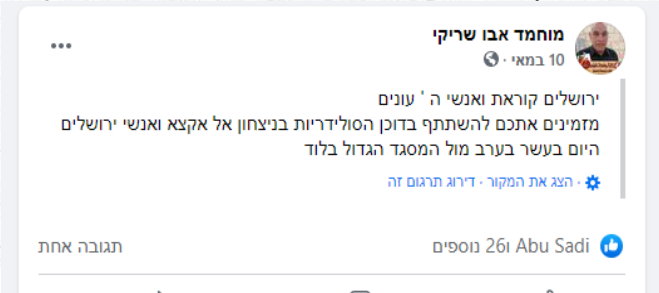 מוחמד אבו שריקי
10 במאי ·
ירושלים קוראת ואנשי ה ' עונים
מזמינים אתכם להשתתף בדוכן הסולידריות בניצחון אל אקצא ואנשי ירושלים
היום בעשר בערב מול המסגד הגדול בלוד
· הצג את המקור · דירוג תרגום זה
Abu Sadi ו26 נוספים
תגובה אחת